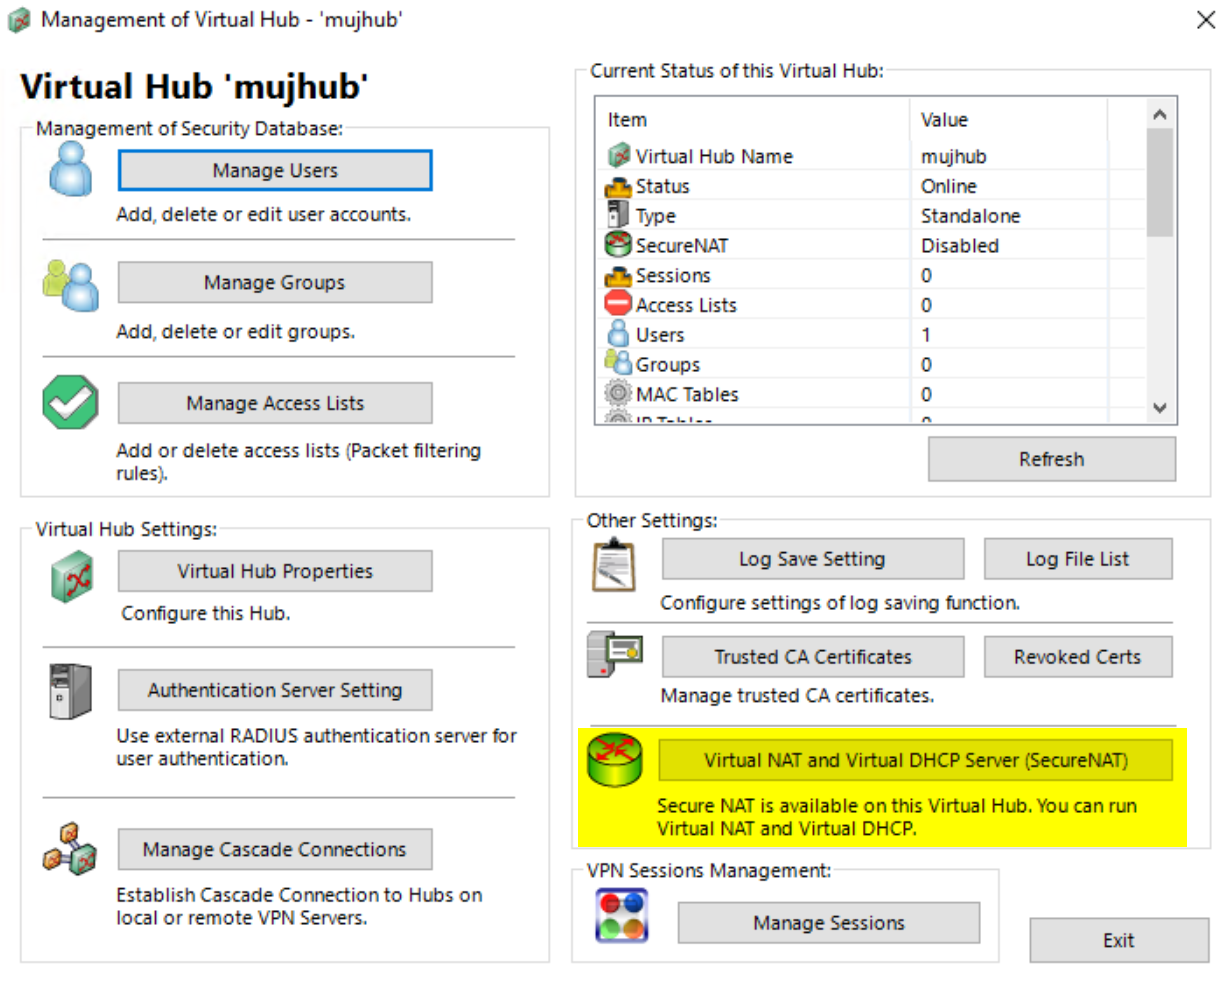 Management of Virtual Hub - 'mujhub'
Virtual Hub 'mujhub'
Management of Security Database:
Manage Users
Add, delete or edit user accounts.
Manage Groups
Add, delete or edit groups.
Manage Access Lists
Add or delete access lists (Packet filtering
rules).
Current Status of this Virtual Hub:
Item Value
Virtual Hub Name mujhub
Status Online
Type Standalone
SecureNAT Disabled
Sessions 0
Access Lists 0
Users 1
Groups 0
MAC Tables 0
Refresh
Virtual Hub Settings:
Virtual Hub Properties
Configure this Hub.
Authentication Server Setting
Use external RADIUS authentication server for
user authentication.
Manage Cascade Connections
Establish Cascade Connection to Hubs on
local or remote VPN Servers.
Other Settings:
Log Save Setting Log File List
Configure settings of log saving function.
Trusted CA Certificates Revoked Certs
Manage trusted CA certificates.
Virtual NAT and Virtual DHCP Server (SecureNAT)
Secure NAT is available on this Virtual Hub. You can run
Virtual NAT and Virtual DHCP.
VPN Sessions Management:
Manage Sessions
Exit